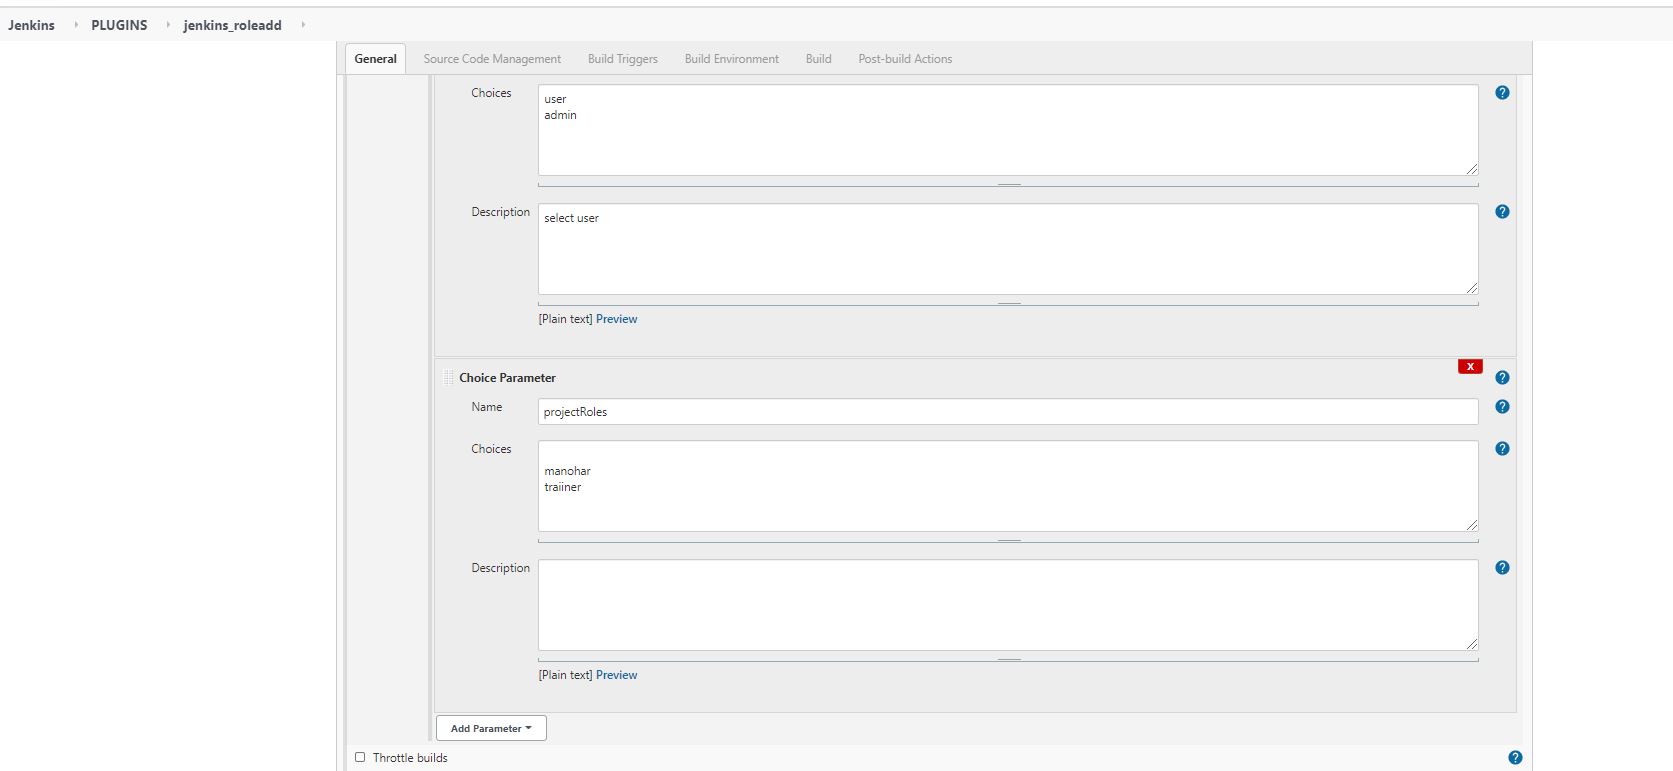 Jenkins PLUGINS jenkins_roleadd
General Source Code Management Build Triggers Build Environment Build Post-build Actions
Choices
user
admin
Description
select user
[Plain text] Preview
X
Choice Parameter
Name
projectRoles
Choices
manohar
traiiner
Description
[Plain text] Preview
Add Parameter
Throttle builds